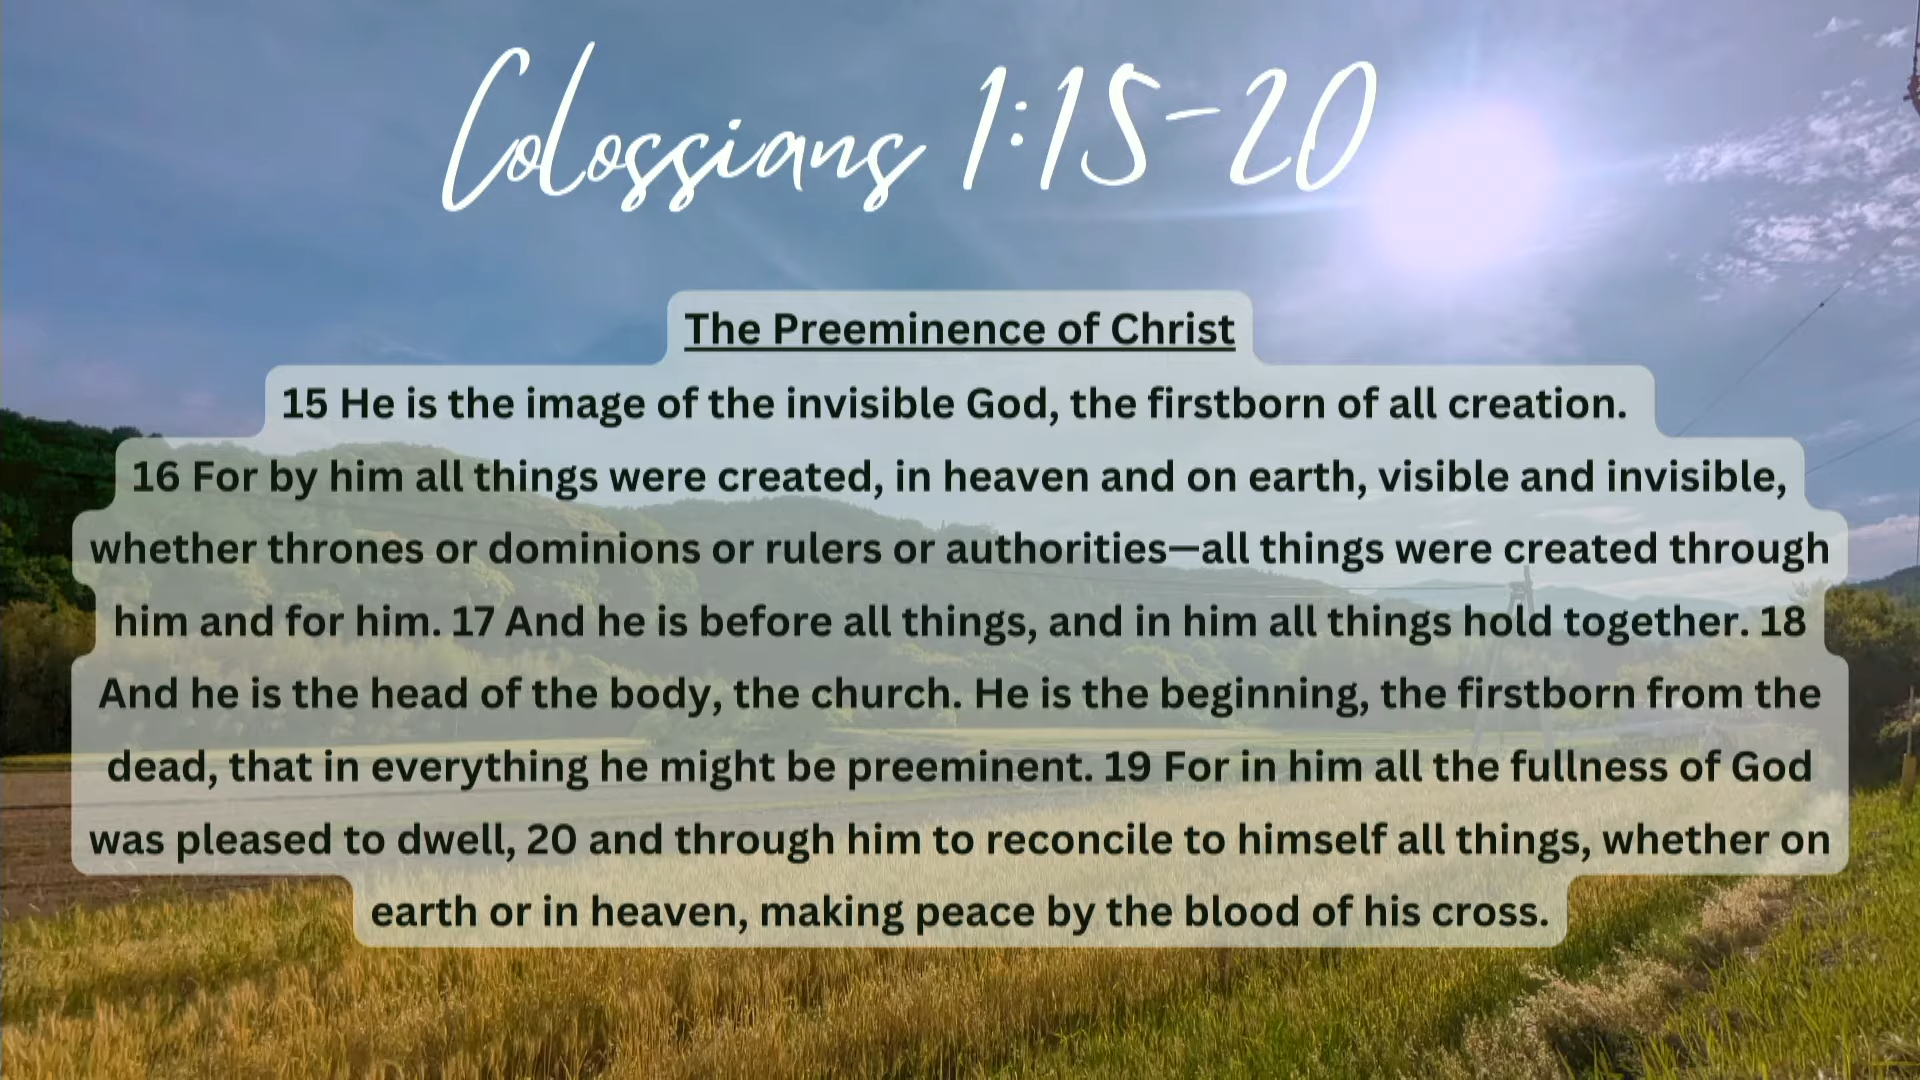 Colossians 1:15-20
The Preeminence of Christ
15 He is the image of the invisible God, the firstborn of all creation.
16 For by him all things were created, in heaven and on earth, visible and invisible,
whether thrones or dominions or rulers or authorities—all things were created through
him and for him. 17 And he is before all things, and in him all things hold together. 18
And he is the head of the body, the church. He is the beginning, the firstborn from the
dead, that in everything he might be preeminent. 19 For in him all the fullness of God
was pleased to dwell, 20 and through him to reconcile to himself all things, whether on
earth or in heaven, making peace by the blood of his cross.